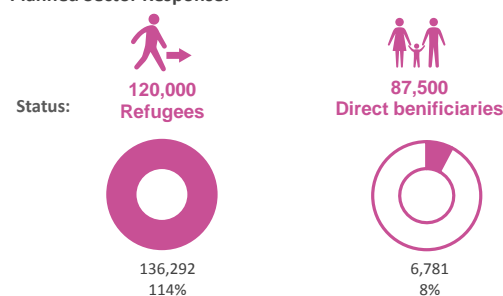 Planned Sector Response:
120,000
Refugees
87,500
Direct benificiaries
Status:
136,292
114%
6,781
8%